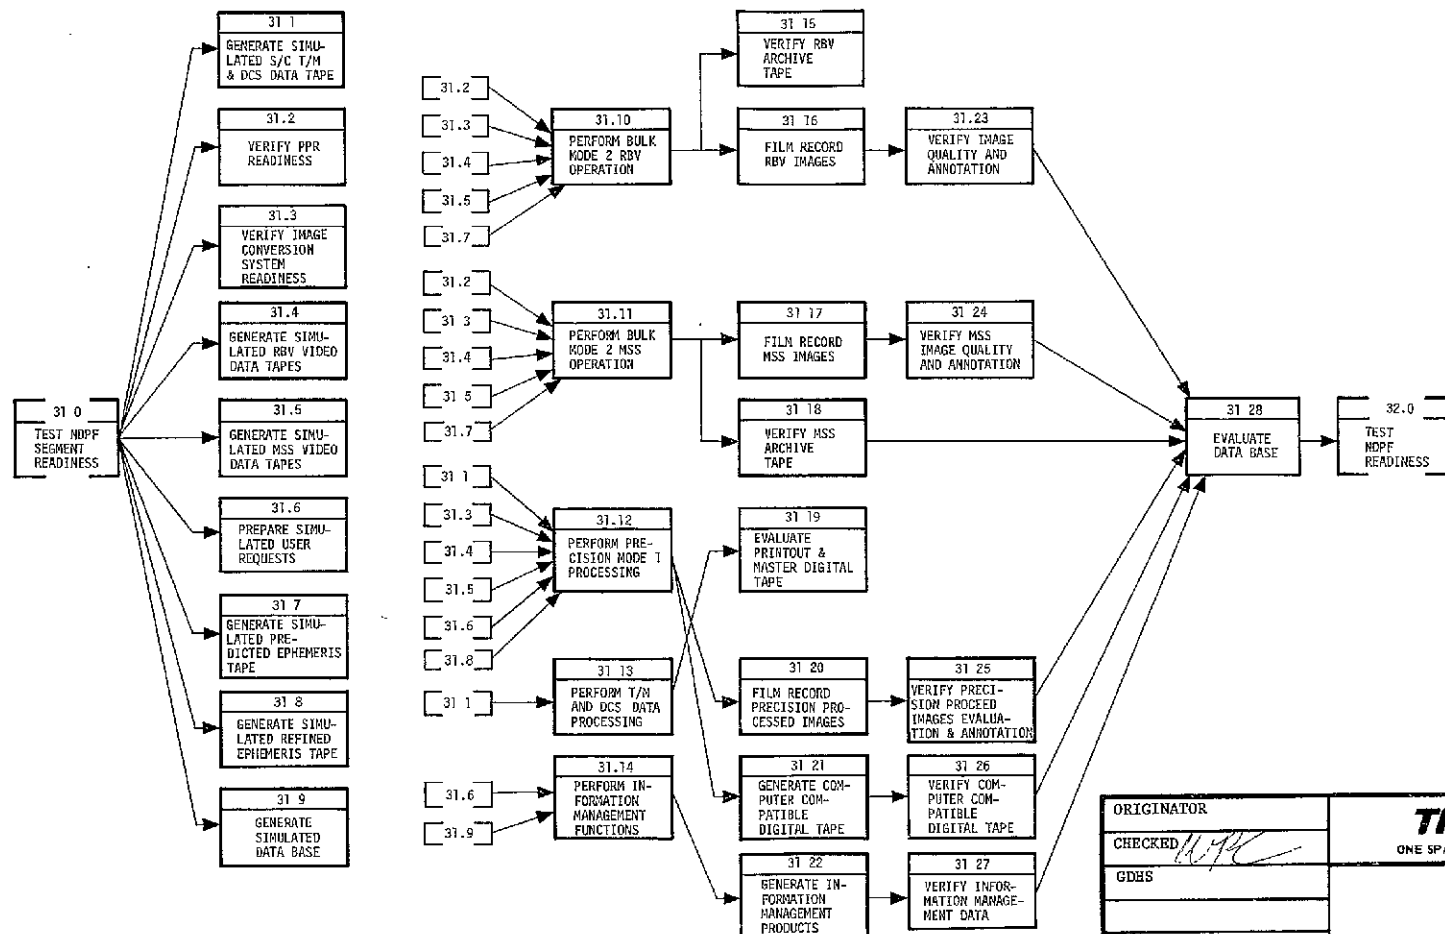 31 0
TEST NDPF
SEGMENT
READINESS
31 1
GENERATE SIMU-
LATED S/C T/M
& DCS DATA TAPE
31.2
VERIFY PPR
READINESS
31.3
VERIFY IMAGE
CONVERSION
SYSTEM
READINESS
31.4
GENERATE SIMU-
LATED RBV VIDEO
DATA TAPES
31.5
GENERATE SIMU-
LATED MSS VIDEO
DATA TAPES
31.6
PREPARE SIMU-
LATED USER
REQUESTS
31 7
GENERATE SIMU-
LATED PRE-
DICTED EPHEMERIS
TAPE
31 8
GENERATE SIMU-
LATED REFINED
EPHEMERIS TAPE
31 9
GENERATE
SIMULATED
DATA BASE
31.2
31.3
31.4
31.5
31.7
31.10
PERFORM BULK
MODE 2 RBV
OPERATION
31.2
31 3
31.4
31 5
31.7
31.11
PERFORM BULK
MODE 2 MSS
OPERATION
31 1
31.3
31.4
31.5
31.6
31.8
31.12
PERFORM PRE-
CISION MODE I
PROCESSING
31 1
31 13
PERFORM T/M
AND DCS DATA
PROCESSING
31.6
31.9
31.14
PERFORM IN-
FORMATION
MANAGEMENT
FUNCTIONS
31 15
VERIFY RBV
ARCHIVE
TAPE
31 16
FILM RECORD
RBV IMAGES
31 17
FILM RECORD
MSS IMAGES
31 18
VERIFY MSS
ARCHIVE
TAPE
31 19
EVALUATE
PRINTOUT &
MASTER DIGITAL
TAPE
31 20
FILM RECORD
PRECISION PRO-
CESSED IMAGES
31 21
GENERATE COM-
PUTER COM-
PATIBLE
DIGITAL TAPE
31 22
GENERATE IN-
FORMATION
MANAGEMENT
PRODUCTS
31.23
VERIFY IMAGE
QUALITY AND
ANNOTATION
31 24
VERIFY MSS
IMAGE QUALITY
AND ANNOTATION
31 25
VERIFY PRECI-
SION PROCEED
IMAGES EVALUA-
TION & ANNOTATION
31 26
VERIFY COM-
PUTER COM-
PATIBLE
DIGITAL TAPE
31 27
VERIFY INFOR-
MATION MANAGE-
MENT DATA
31 28
EVALUATE
DATA BASE
32.0
TEST
NDPF
READINESS
ORIGINATOR
CHECKED
GDHS
ONE SP